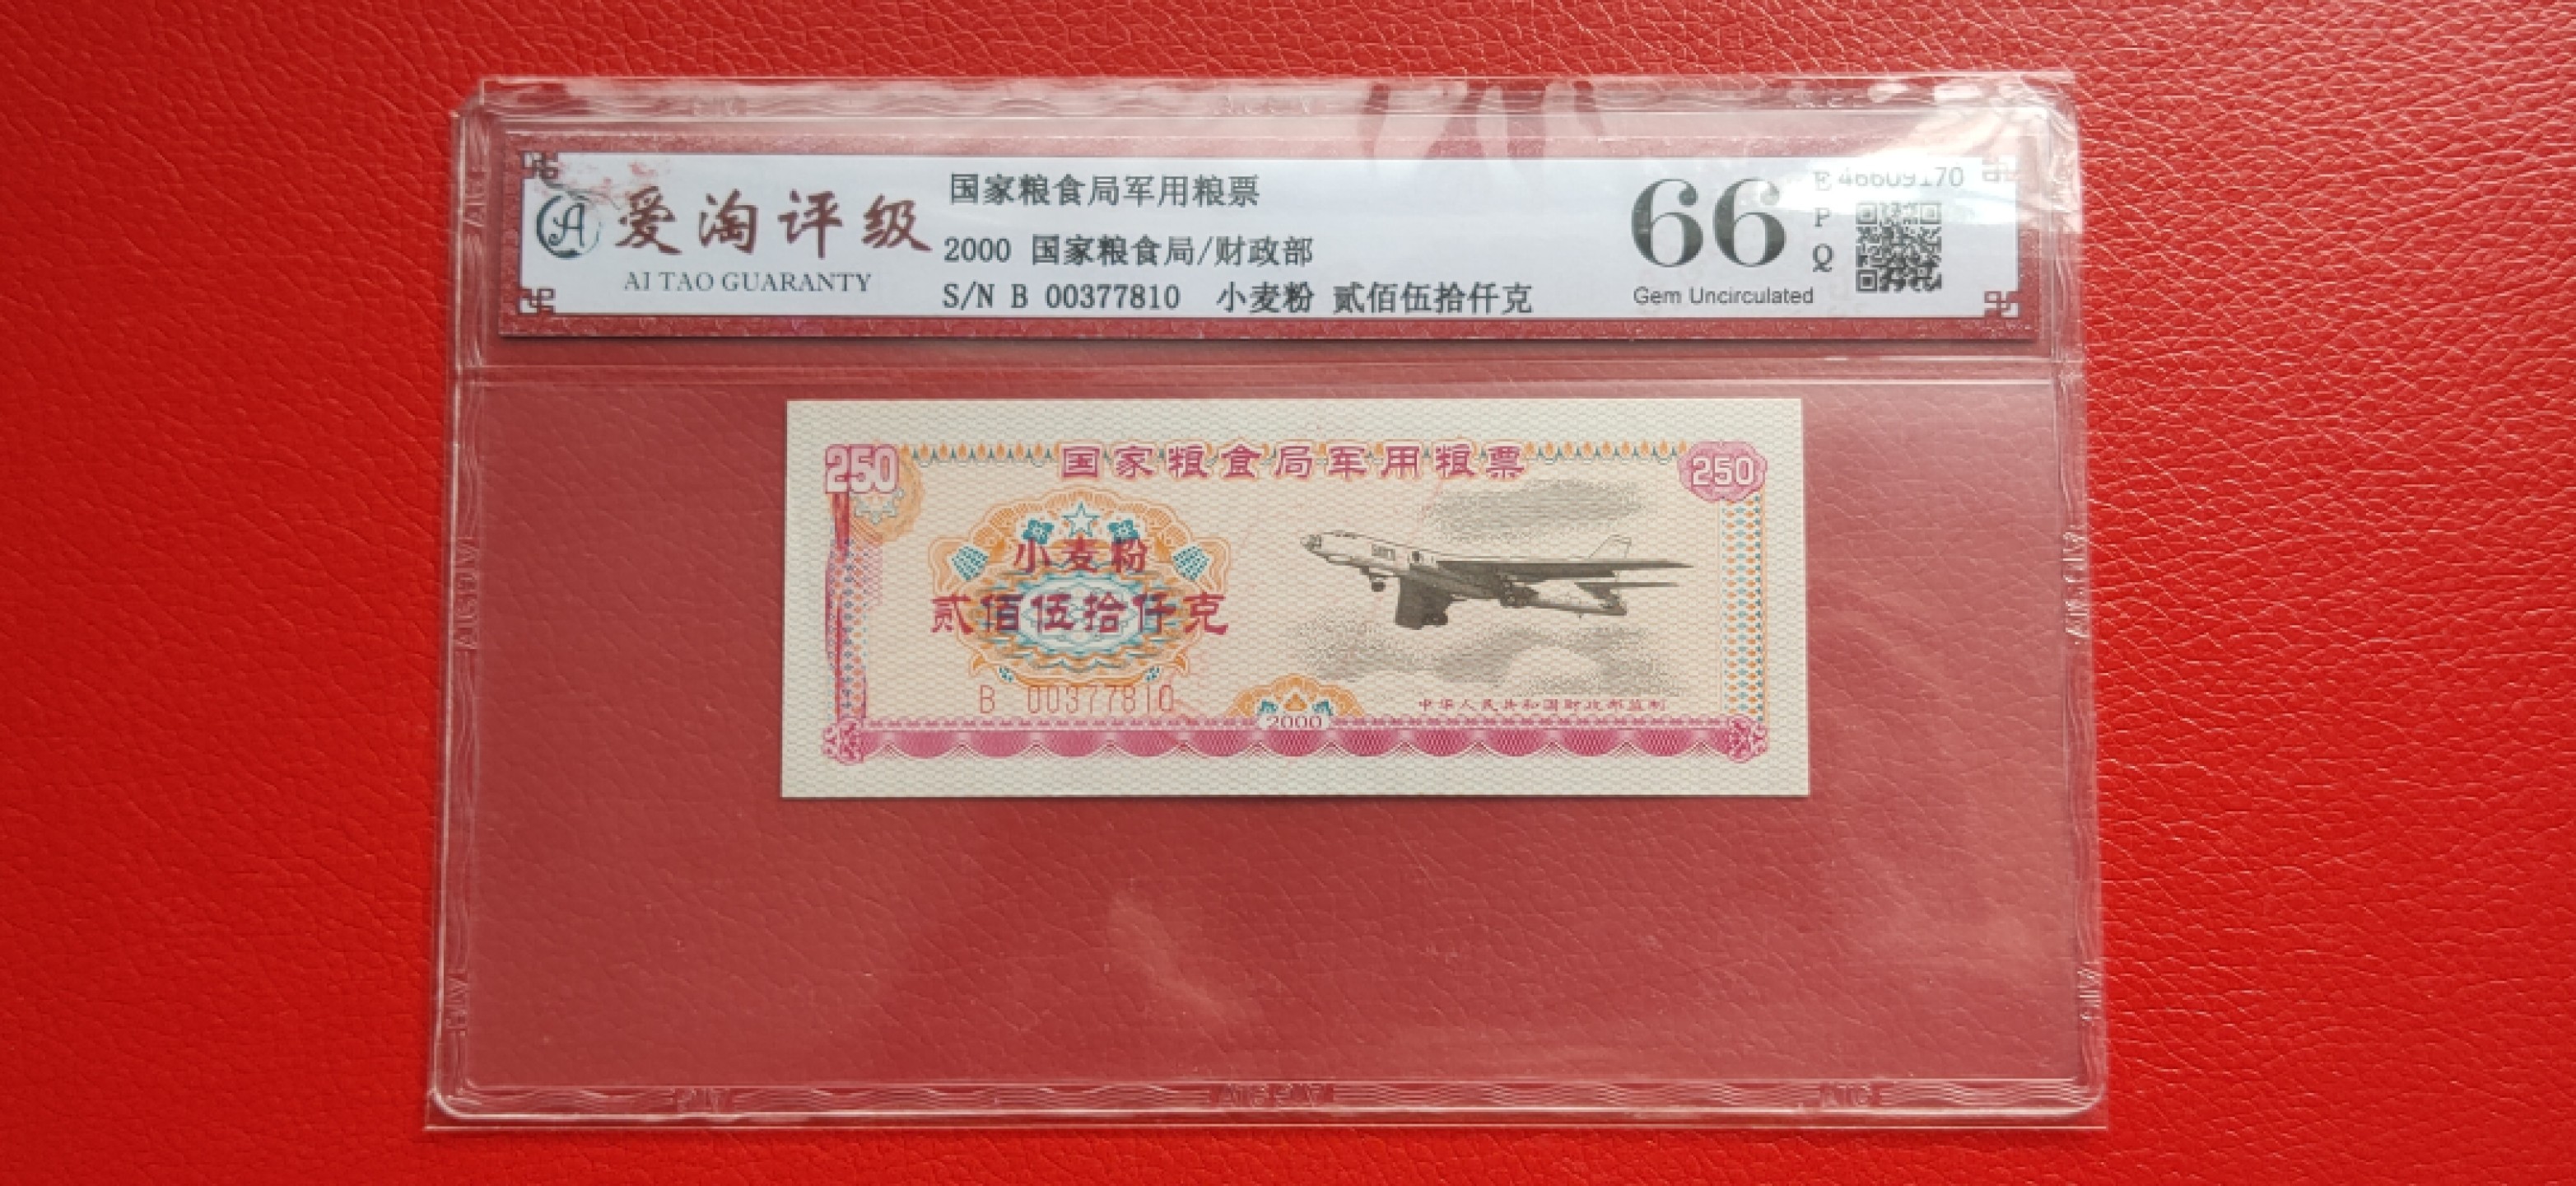 爱淘评级
AI TAO GUARANTY
国家粮食局军用粮票
2000 国家粮食局/财政部
S/N B 00377810 小麦粉 贰佰伍拾仟克
66
Gem Uncirculated
E
P
Q
46609170
250
国家粮食局军用粮票
250
小麦粉
贰佰伍拾仟克
B 00377810
2000
中华人民共和国财政部监制